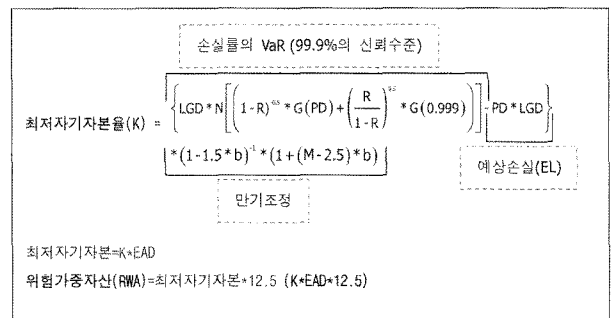 손실률의 VaR (99.9%의 신뢰수준)
최저자기자본율(K) = {LGD*N[(1-R)^-0.5*G(PD)+(R/(1-R))^0.5*G(0.999)]-PD*LGD}
*(1-1.5*b)^-1*(1+(M-2.5)*b)
예상손실(EL)
만기조정
최저자기자본=K*EAD
위험가중자산(RWA)=최저자기자본*12.5 (K*EAD*12.5)